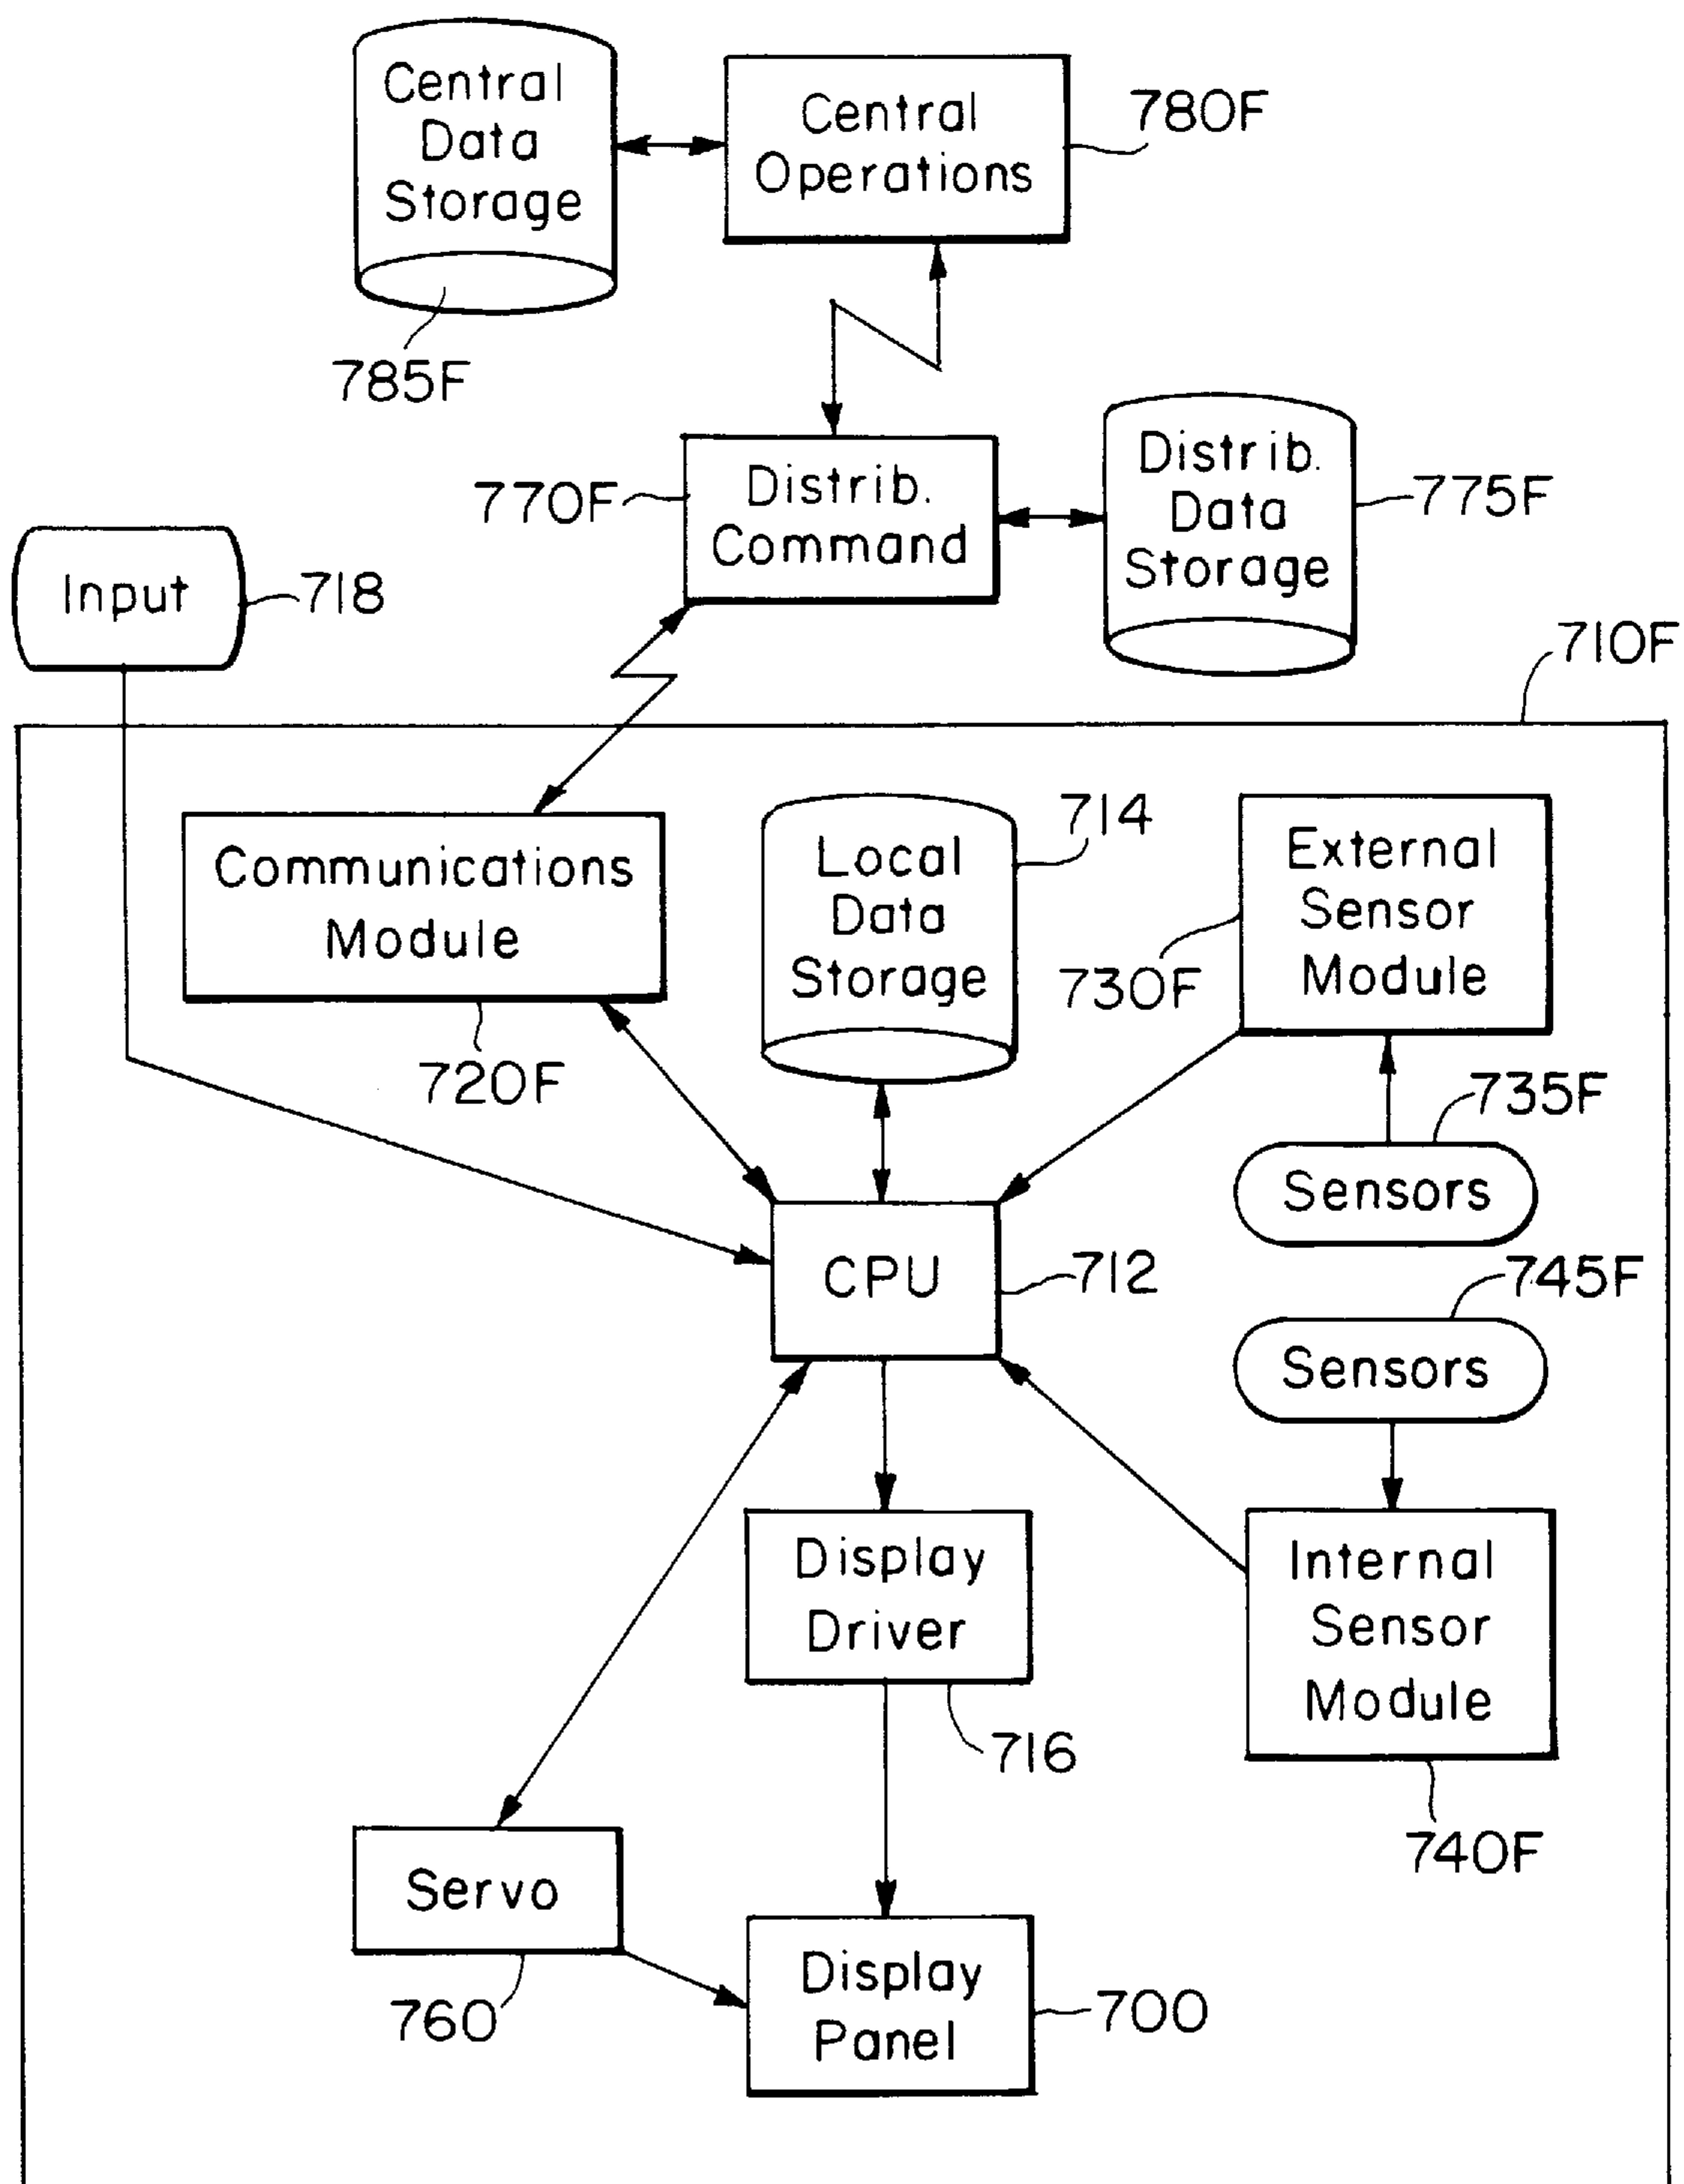 Central
Data
Storage
785F
Central
Operations
780F
770F
Distrib.
Command
Distrib.
Data
Storage
775F
Input
718
710F
Communications
Module
720F
Local
Data
Storage
714
External
Sensor
Module
730F
735F
Sensors
CPU
712
745F
Sensors
Display
Driver
716
Internal
Sensor
Module
740F
Servo
760
Display
Panel
700